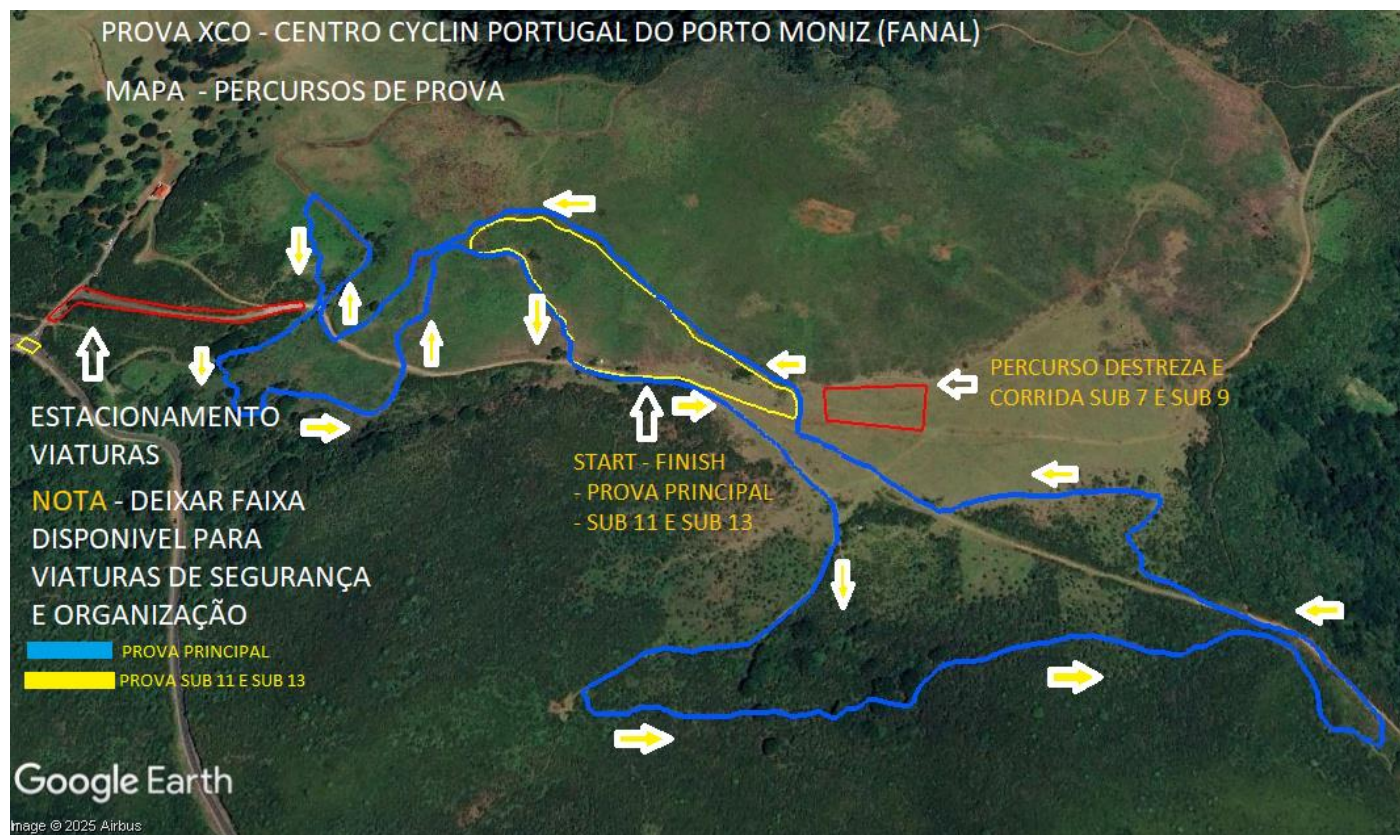 PROVA XCO - CENTRO CYCLIN PORTUGAL DO PORTO MONIZ (FANAL)
MAPA - PERCURSOS DE PROVA
PERCURSO DESTREZA E
CORRIDA SUB 7 E SUB 9
ESTACIONAMENTO
VIATURAS
START - FINISH
- PROVA PRINCIPAL
- SUB 11 E SUB 13
NOTA - DEIXAR FAIXA
DISPONIVEL PARA
VIATURAS DE SEGURANÇA
E ORGANIZAÇÃO
PROVA PRINCIPAL
PROVA SUB 11 E SUB 13
Google Earth
Image © 2025 Airbus